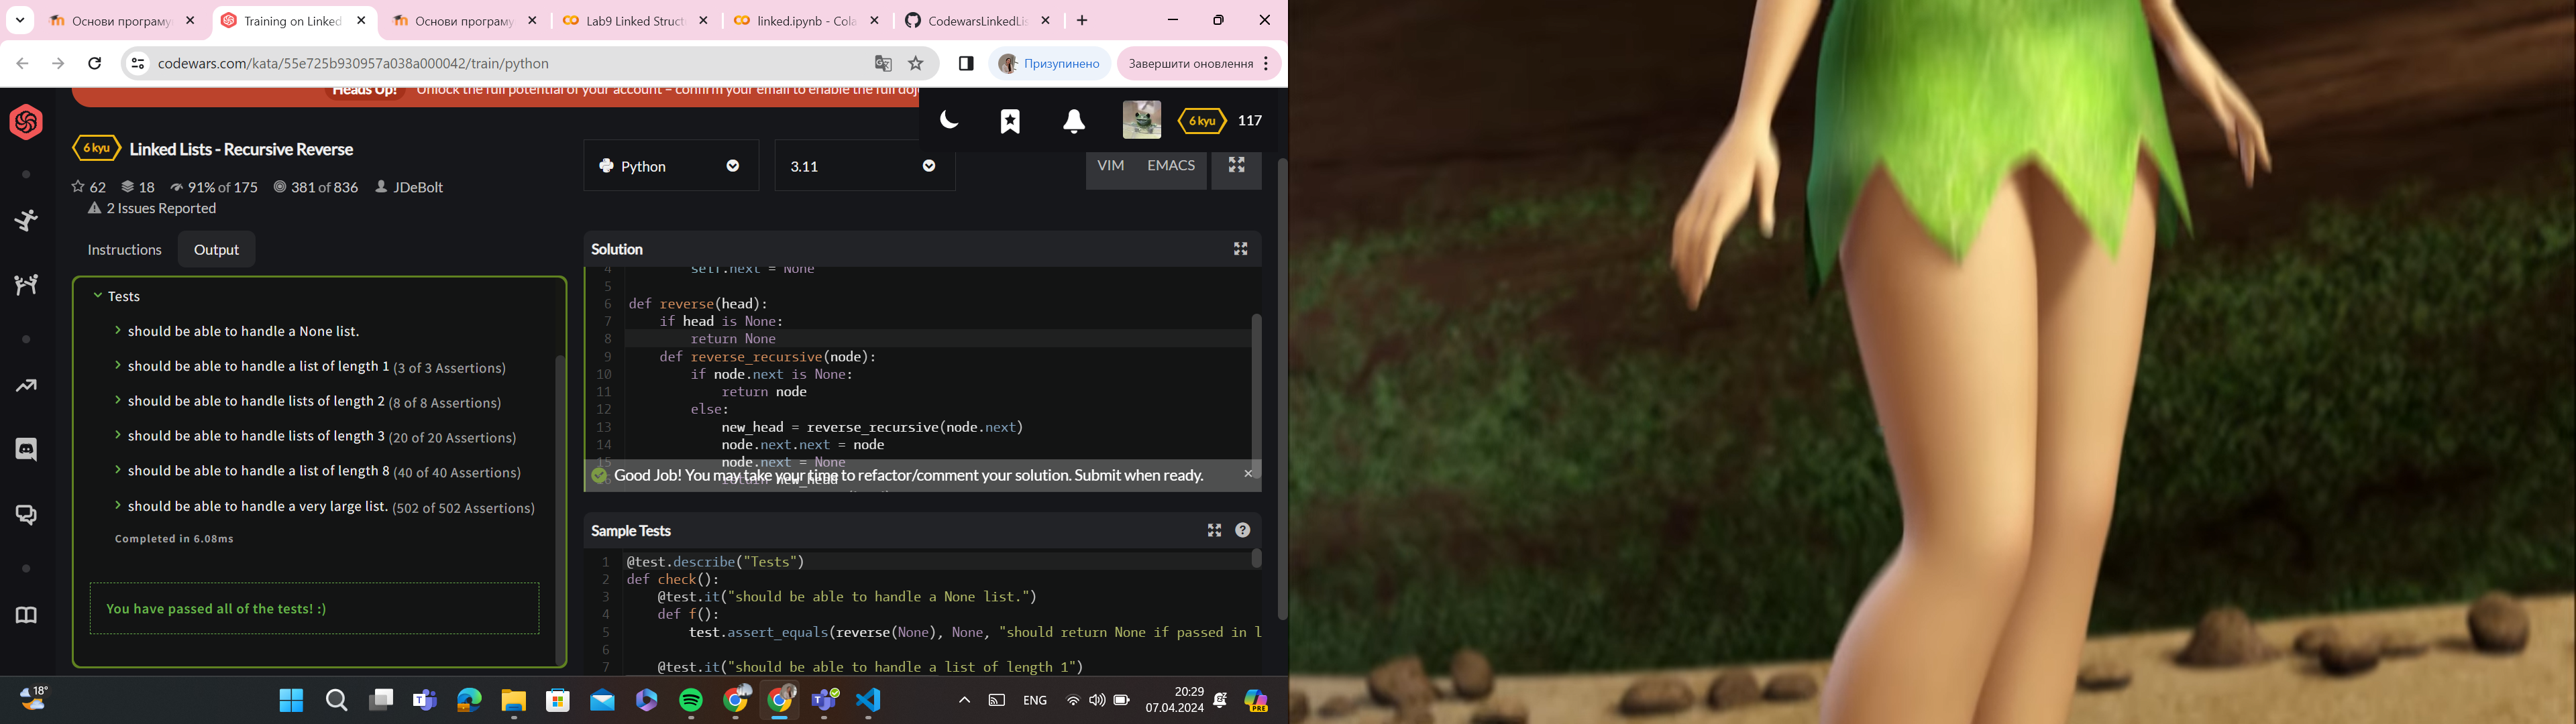 Основи програму
Training on Linked
Основи програму
Lab9 Linked Struct
linked.ipynb - Cola
CodewarsLinkedLis
codewars.com/kata/55e725b930957a038a000042/train/python
Призупинено
Завершити оновлення
Heads Up! Unlock the full potential of your account – confirm your email to enable the full doj
6 kyu 117
6 kyu Linked Lists - Recursive Reverse
62 18 91% of 175 381 of 836 JDeBolt
2 Issues Reported
Python
3.11
VIM EMACS
Instructions Output
Tests
should be able to handle a None list.
should be able to handle a list of length 1 (3 of 3 Assertions)
should be able to handle lists of length 2 (8 of 8 Assertions)
should be able to handle lists of length 3 (20 of 20 Assertions)
should be able to handle a list of length 8 (40 of 40 Assertions)
should be able to handle a very large list. (502 of 502 Assertions)
Completed in 6.08ms
You have passed all of the tests! :)
Solution
4 self.next = None
5
6 def reverse(head):
7 if head is None:
8 return None
9 def reverse_recursive(node):
10 if node.next is None:
11 return node
12 else:
13 new_head = reverse_recursive(node.next)
14 node.next.next = node
15 node.next = None
return new_head
Good Job! You may take your time to refactor/comment your solution. Submit when ready.
Sample Tests
1 @test.describe("Tests")
2 def check():
3 @test.it("should be able to handle a None list.")
4 def f():
5 test.assert_equals(reverse(None), None, "should return None if passed in l
6
7 @test.it("should be able to handle a list of length 1")
18°
ENG
20:29
07.04.2024
PRE